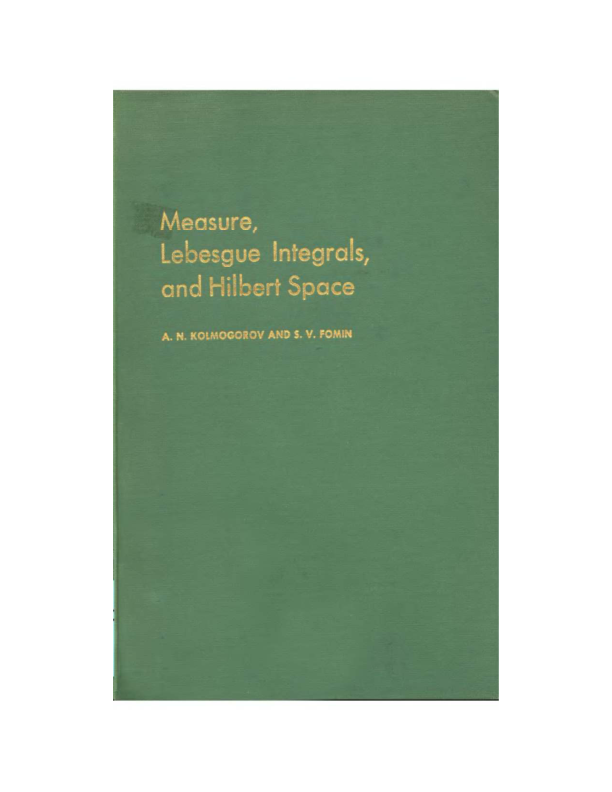 Measure,
Lebesgue Integrals,
and Hilbert Space
A. N. KOLMOGOROV AND S. V. FOMIN